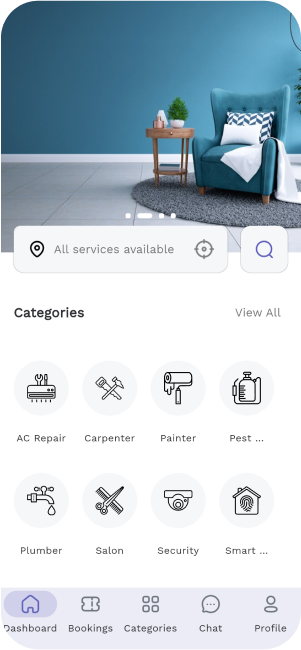 All services available
Categories View All
AC Repair Carpenter Painter Pest ...
Plumber Salon Security Smart ...
Dashboard Bookings Categories Chat Profile